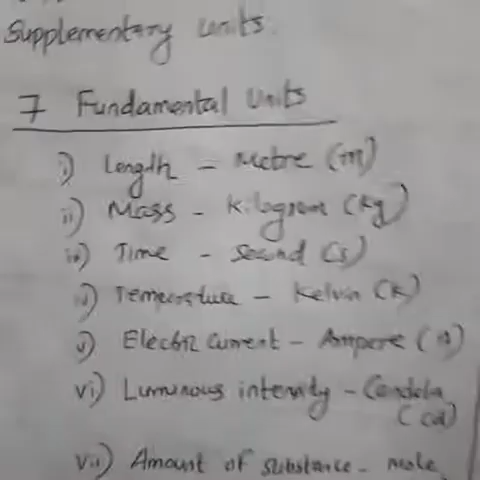 Supplementary Units.
7 Fundamental Units
i) Length - Metre (m)
ii) Mass - Kilogram (kg)
iii) Time - Second (s)
iv) Temperature - Kelvin (K)
v) Electric Current - Ampere (A)
vi) Luminous intensity - Candela
(cd)
vii) Amount of substance - mole